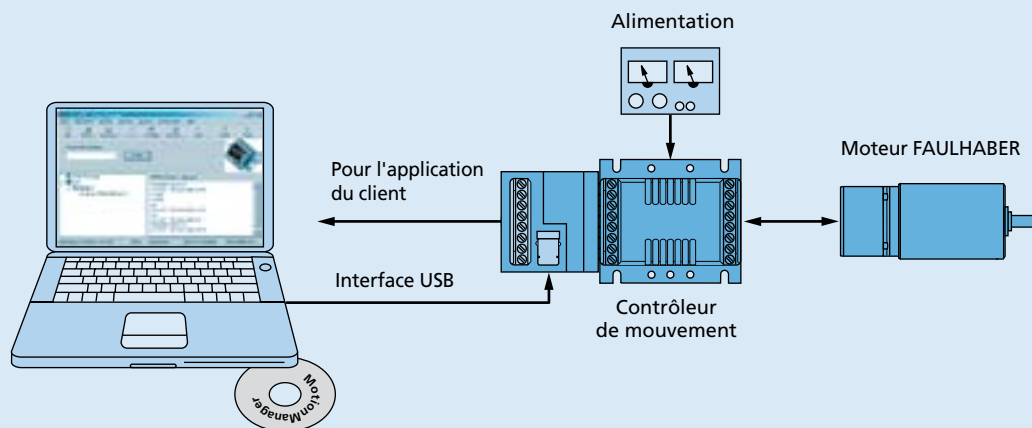 Alimentation
Moteur FAULHABER
Pour l'application
du client
Interface USB
Contrôleur
de mouvement
MotionManager